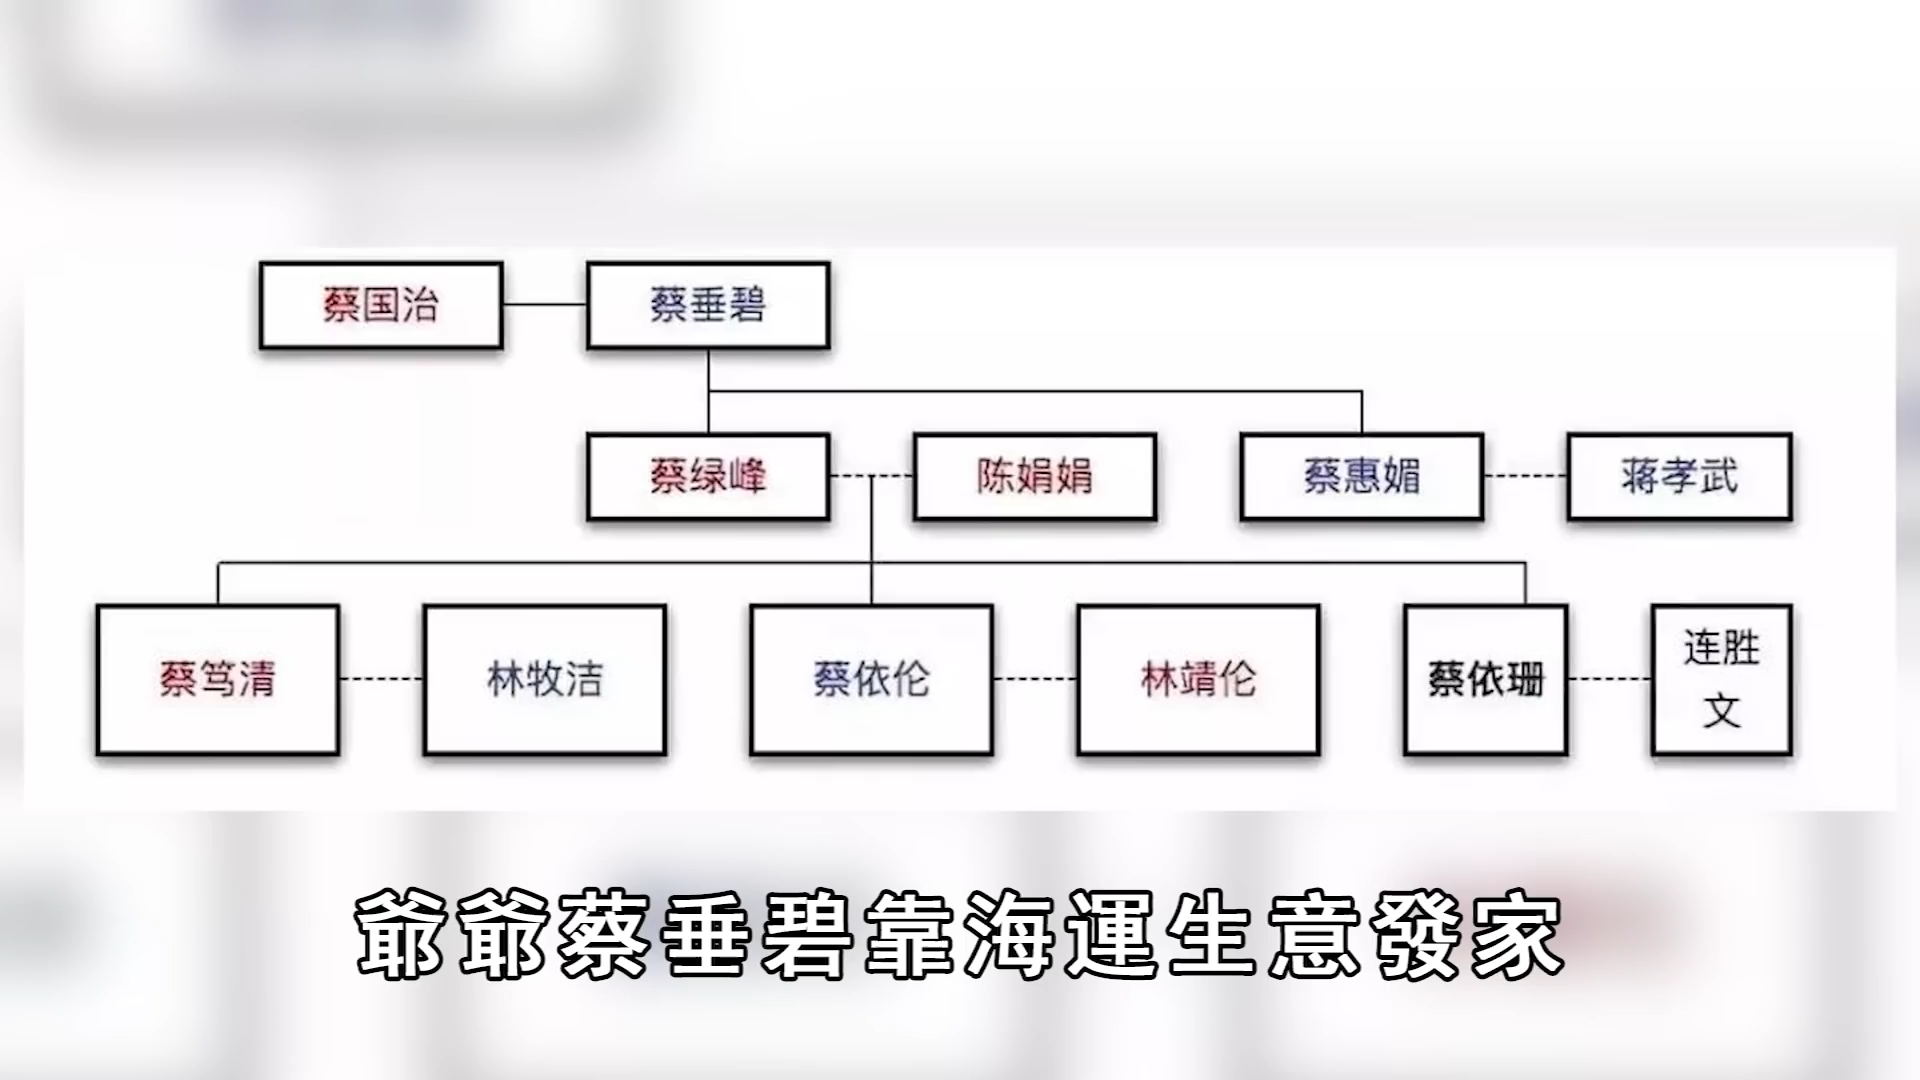 蔡国治
蔡垂碧
蔡绿峰
陈娟娟
蔡惠媚
蒋孝武
蔡笃清
林牧洁
蔡依伦
林靖伦
蔡依珊
连胜
文
爺爺蔡垂碧靠海運生意發家